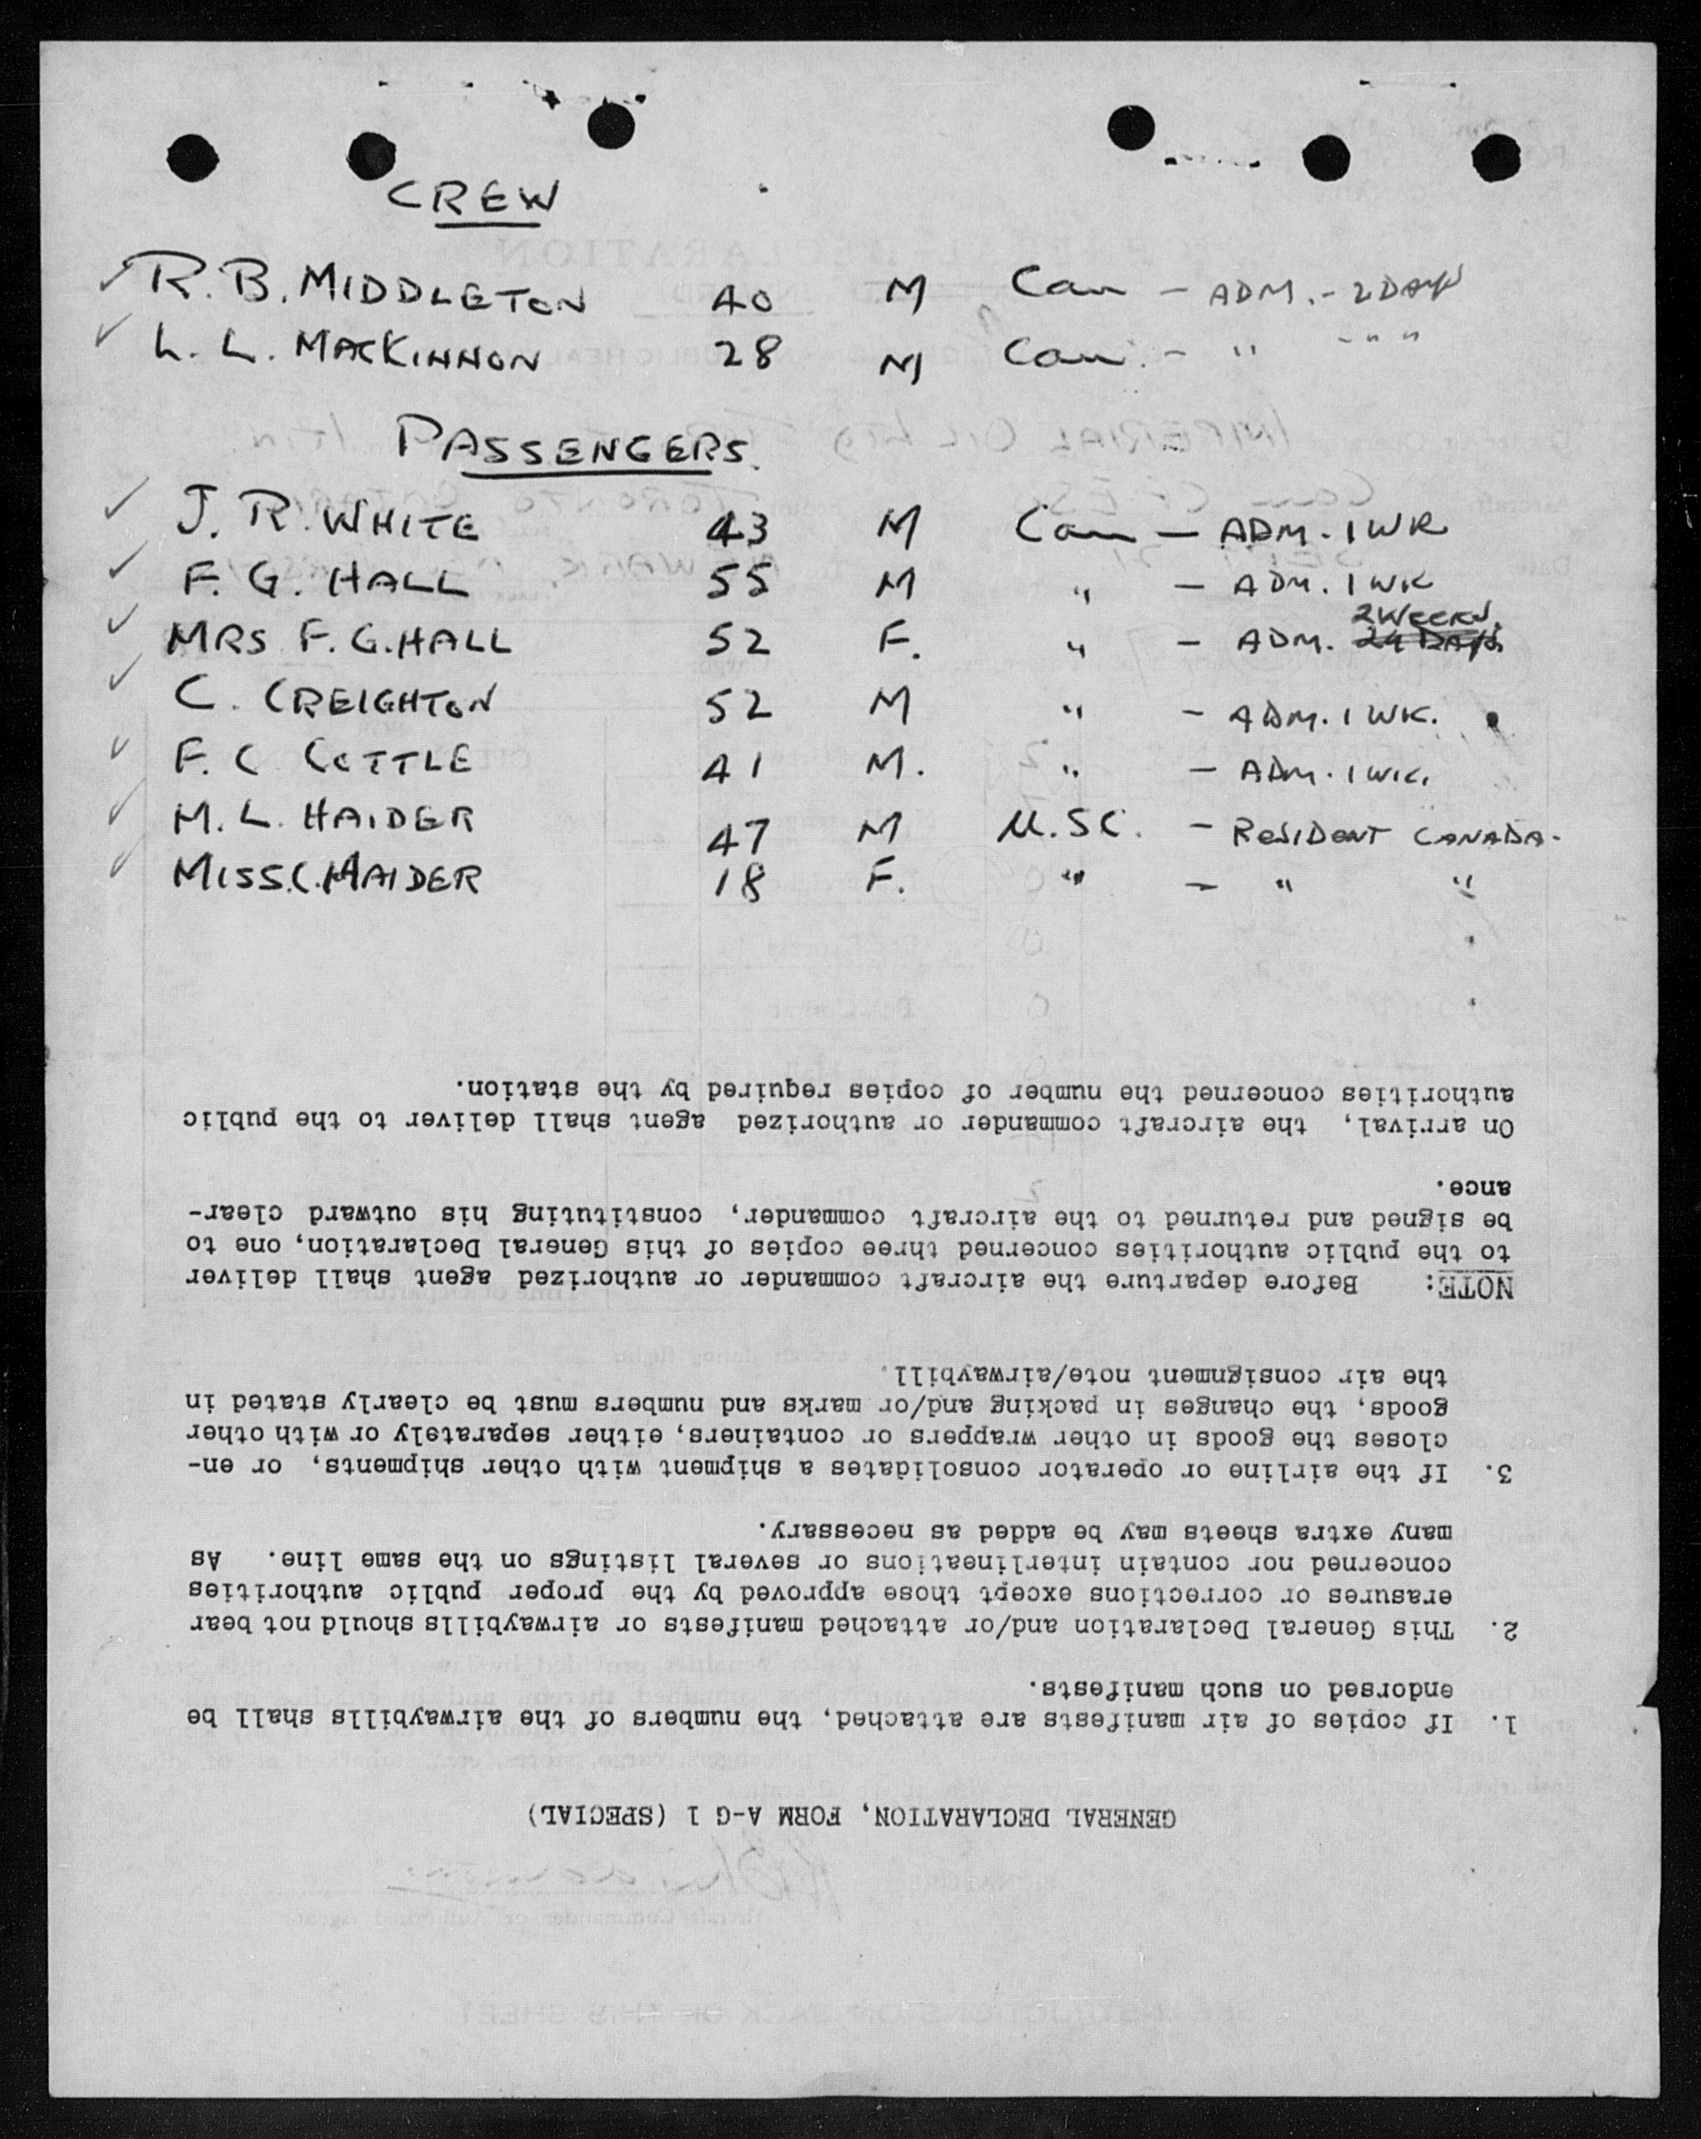 CREW
R. B. MIDDLETON 40 M Can - ADM. - 2 DAYS
L. L. MACKINNON 28 M Can. - " - " "
PASSENGERS.
J. R. WHITE 43 M Can - ADM. 1 WK
F. G. HALL 55 M " - ADM. 1 WK
2 WEEKS.
MRS F. G. HALL 52 F. " - ADM. 24 DAYS
C. CREIGHTON 52 M " - ADM. 1 WK.
F. C COTTLE 41 M. " - ADM. 1 WK.
M. L. HAIDER 47 M U.S.C. - RESIDENT CANADA.
MISS. C. HAIDER 18 F. " - " "
GENERAL DECLARATION, FORM A-G 1 (SPECIAL)
1. If copies of air manifests are attached, the numbers of the airwaybills shall be
endorsed on such manifests.
2. This General Declaration and/or attached manifests or airwaybills should not bear
erasures or corrections except those approved by the proper public authorities
concerned nor contain interlineations or several listings on the same line. As
many extra sheets may be added as necessary.
3. If the airline or operator consolidates a shipment with other shipments, or en-
closes the goods in other wrappers or containers, either separately or with other
goods, the changes in packing and/or marks and numbers must be clearly stated in
the air consignment note/airwaybill.
NOTE: Before departure the aircraft commander or authorized agent shall deliver
to the public authorities concerned three copies of this General Declaration, one to
be signed and returned to the aircraft commander, constituting his outward clear-
ance.
On arrival, the aircraft commander or authorized agent shall deliver to the public
authorities concerned the number of copies required by the station.